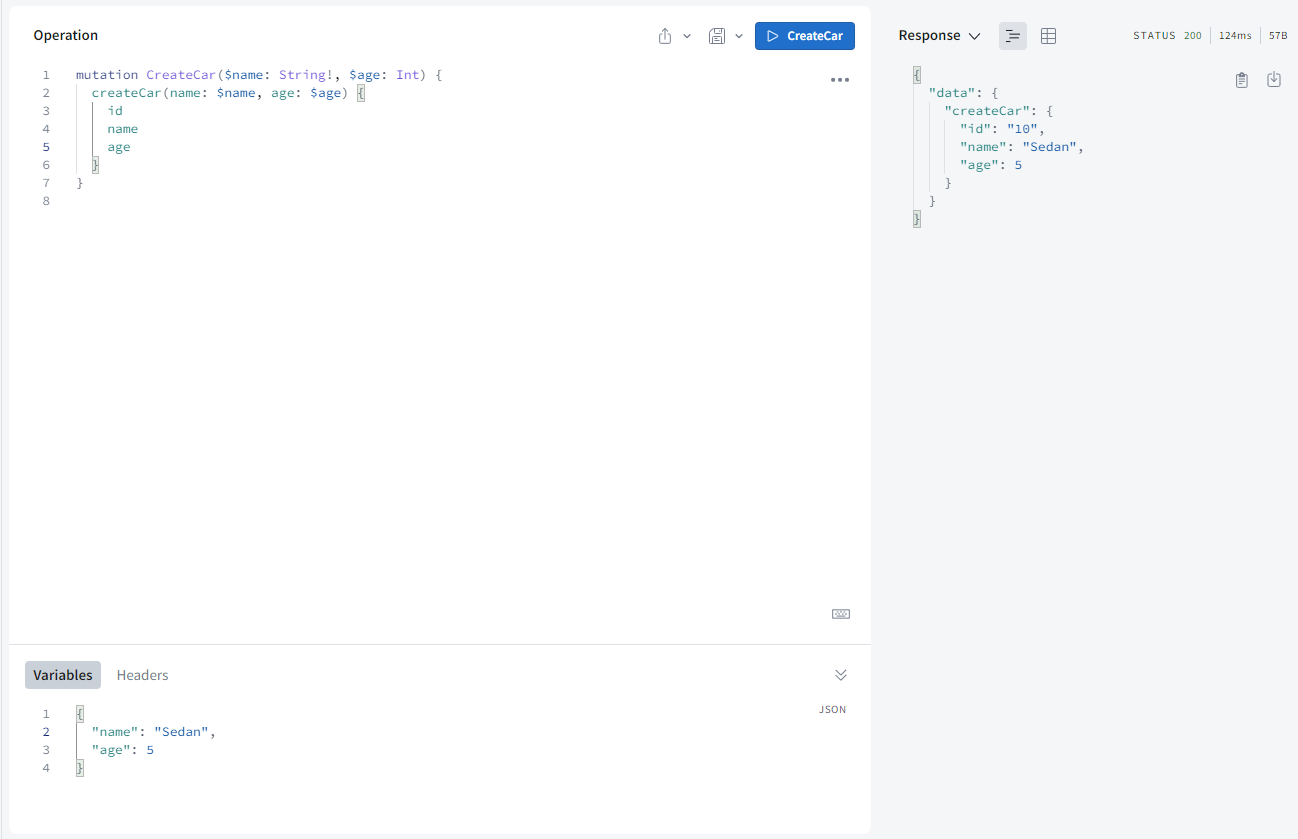 Operation
CreateCar
1 mutation CreateCar($name: String!, $age: Int) {
2   createCar(name: $name, age: $age) {
3     id
4     name
5     age
6   }
7 }
8
Variables Headers
JSON
1 {
2   "name": "Sedan",
3   "age": 5
4 }
Response
STATUS 200 124ms 57B
{
  "data": {
    "createCar": {
      "id": "10",
      "name": "Sedan",
      "age": 5
    }
  }
}